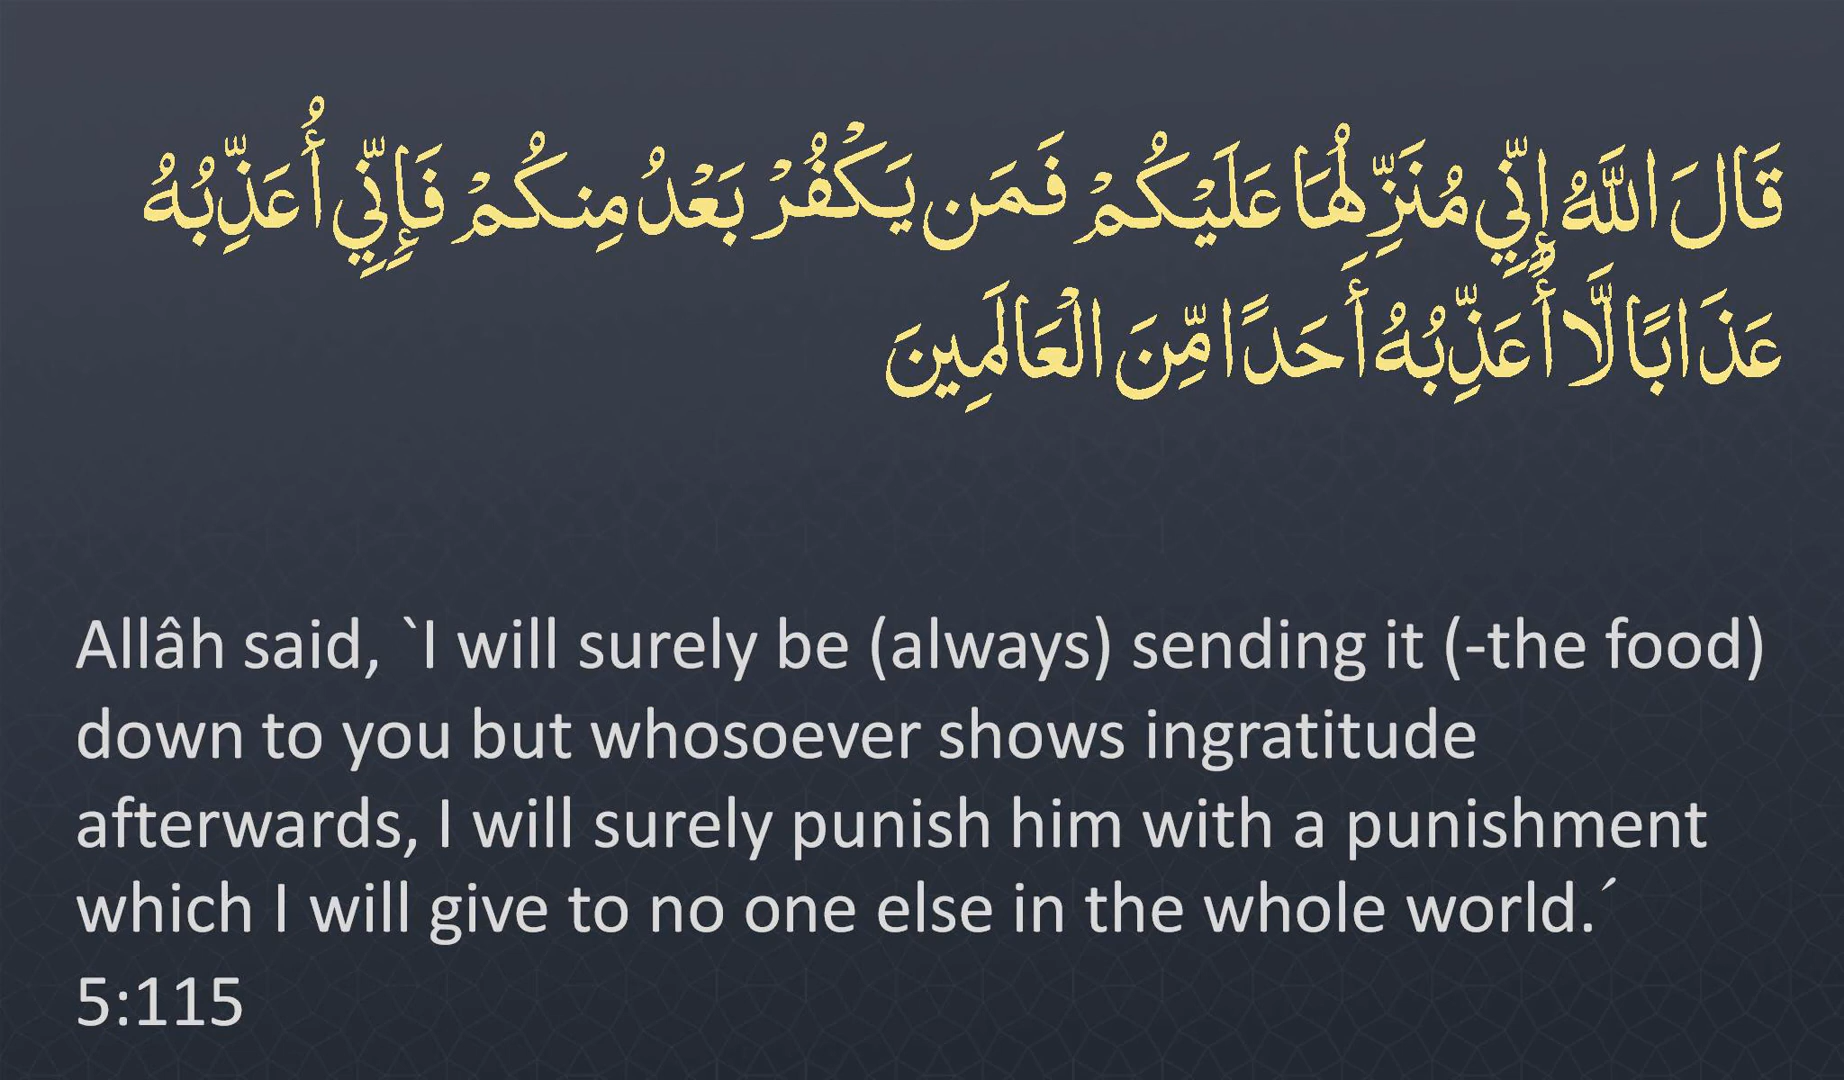 قَالَ اللَّهُ إِنِّي مُنَزِّلُهَا عَلَيْكُمْ فَمَن يَكْفُرْ بَعْدُ مِنكُمْ فَإِنِّي أُعَذِّبُهُ
عَذَابًا لَّا أُعَذِّبُهُ أَحَدًا مِّنَ الْعَالَمِينَ
Allâh said, `I will surely be (always) sending it (-the food)
down to you but whosoever shows ingratitude
afterwards, I will surely punish him with a punishment
which I will give to no one else in the whole world.´
5:115